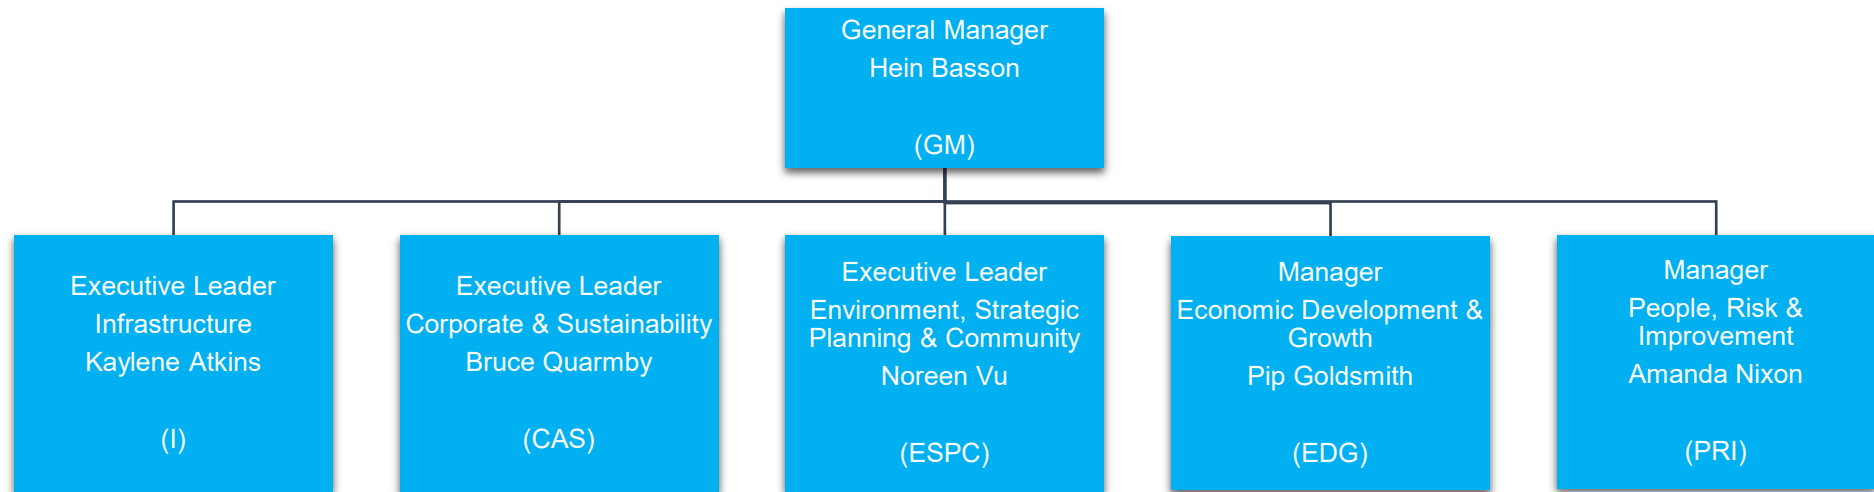 General Manager
Hein Basson
(GM)
Executive Leader
Infrastructure
Kaylene Atkins
(I)
Executive Leader
Corporate & Sustainability
Bruce Quarmby
(CAS)
Executive Leader
Environment, Strategic
Planning & Community
Noreen Vu
(ESPC)
Manager
Economic Development &
Growth
Pip Goldsmith
(EDG)
Manager
People, Risk &
Improvement
Amanda Nixon
(PRI)